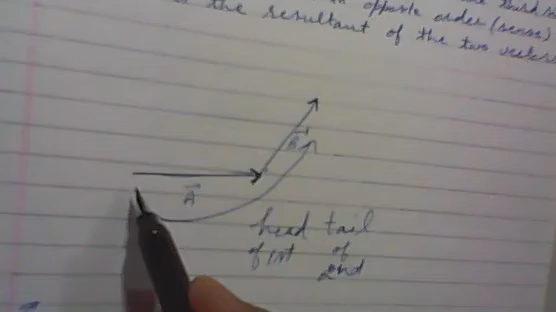 opposite order (sense)
the resultant of the two vectors
B
A
head tail
of 1st of
2nd